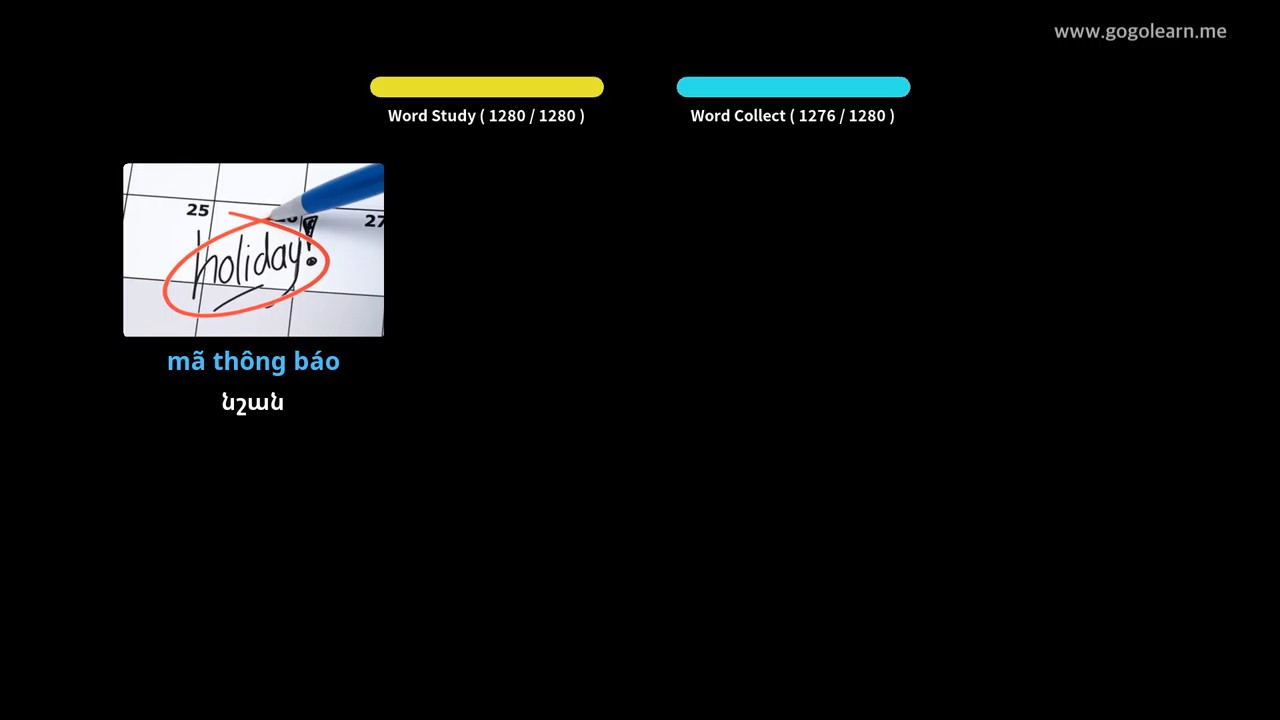 www.gogolearn.me
Word Study ( 1280 / 1280 )
Word Collect ( 1276 / 1280 )
25
27
holiday!
mã thông báo
նշան